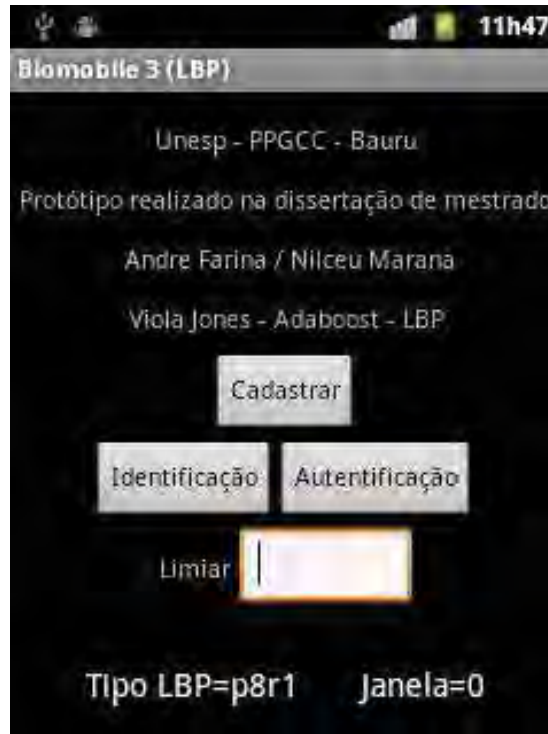 11h47
Biomobile 3 (LBP)
Unesp - PPGCC - Bauru
Protótipo realizado na dissertação de mestrado
Andre Farina / Nilceu Marana
Viola Jones - Adaboost - LBP
Cadastrar
Identificação Autentificação
Limiar
Tipo LBP=p8r1 Janela=0